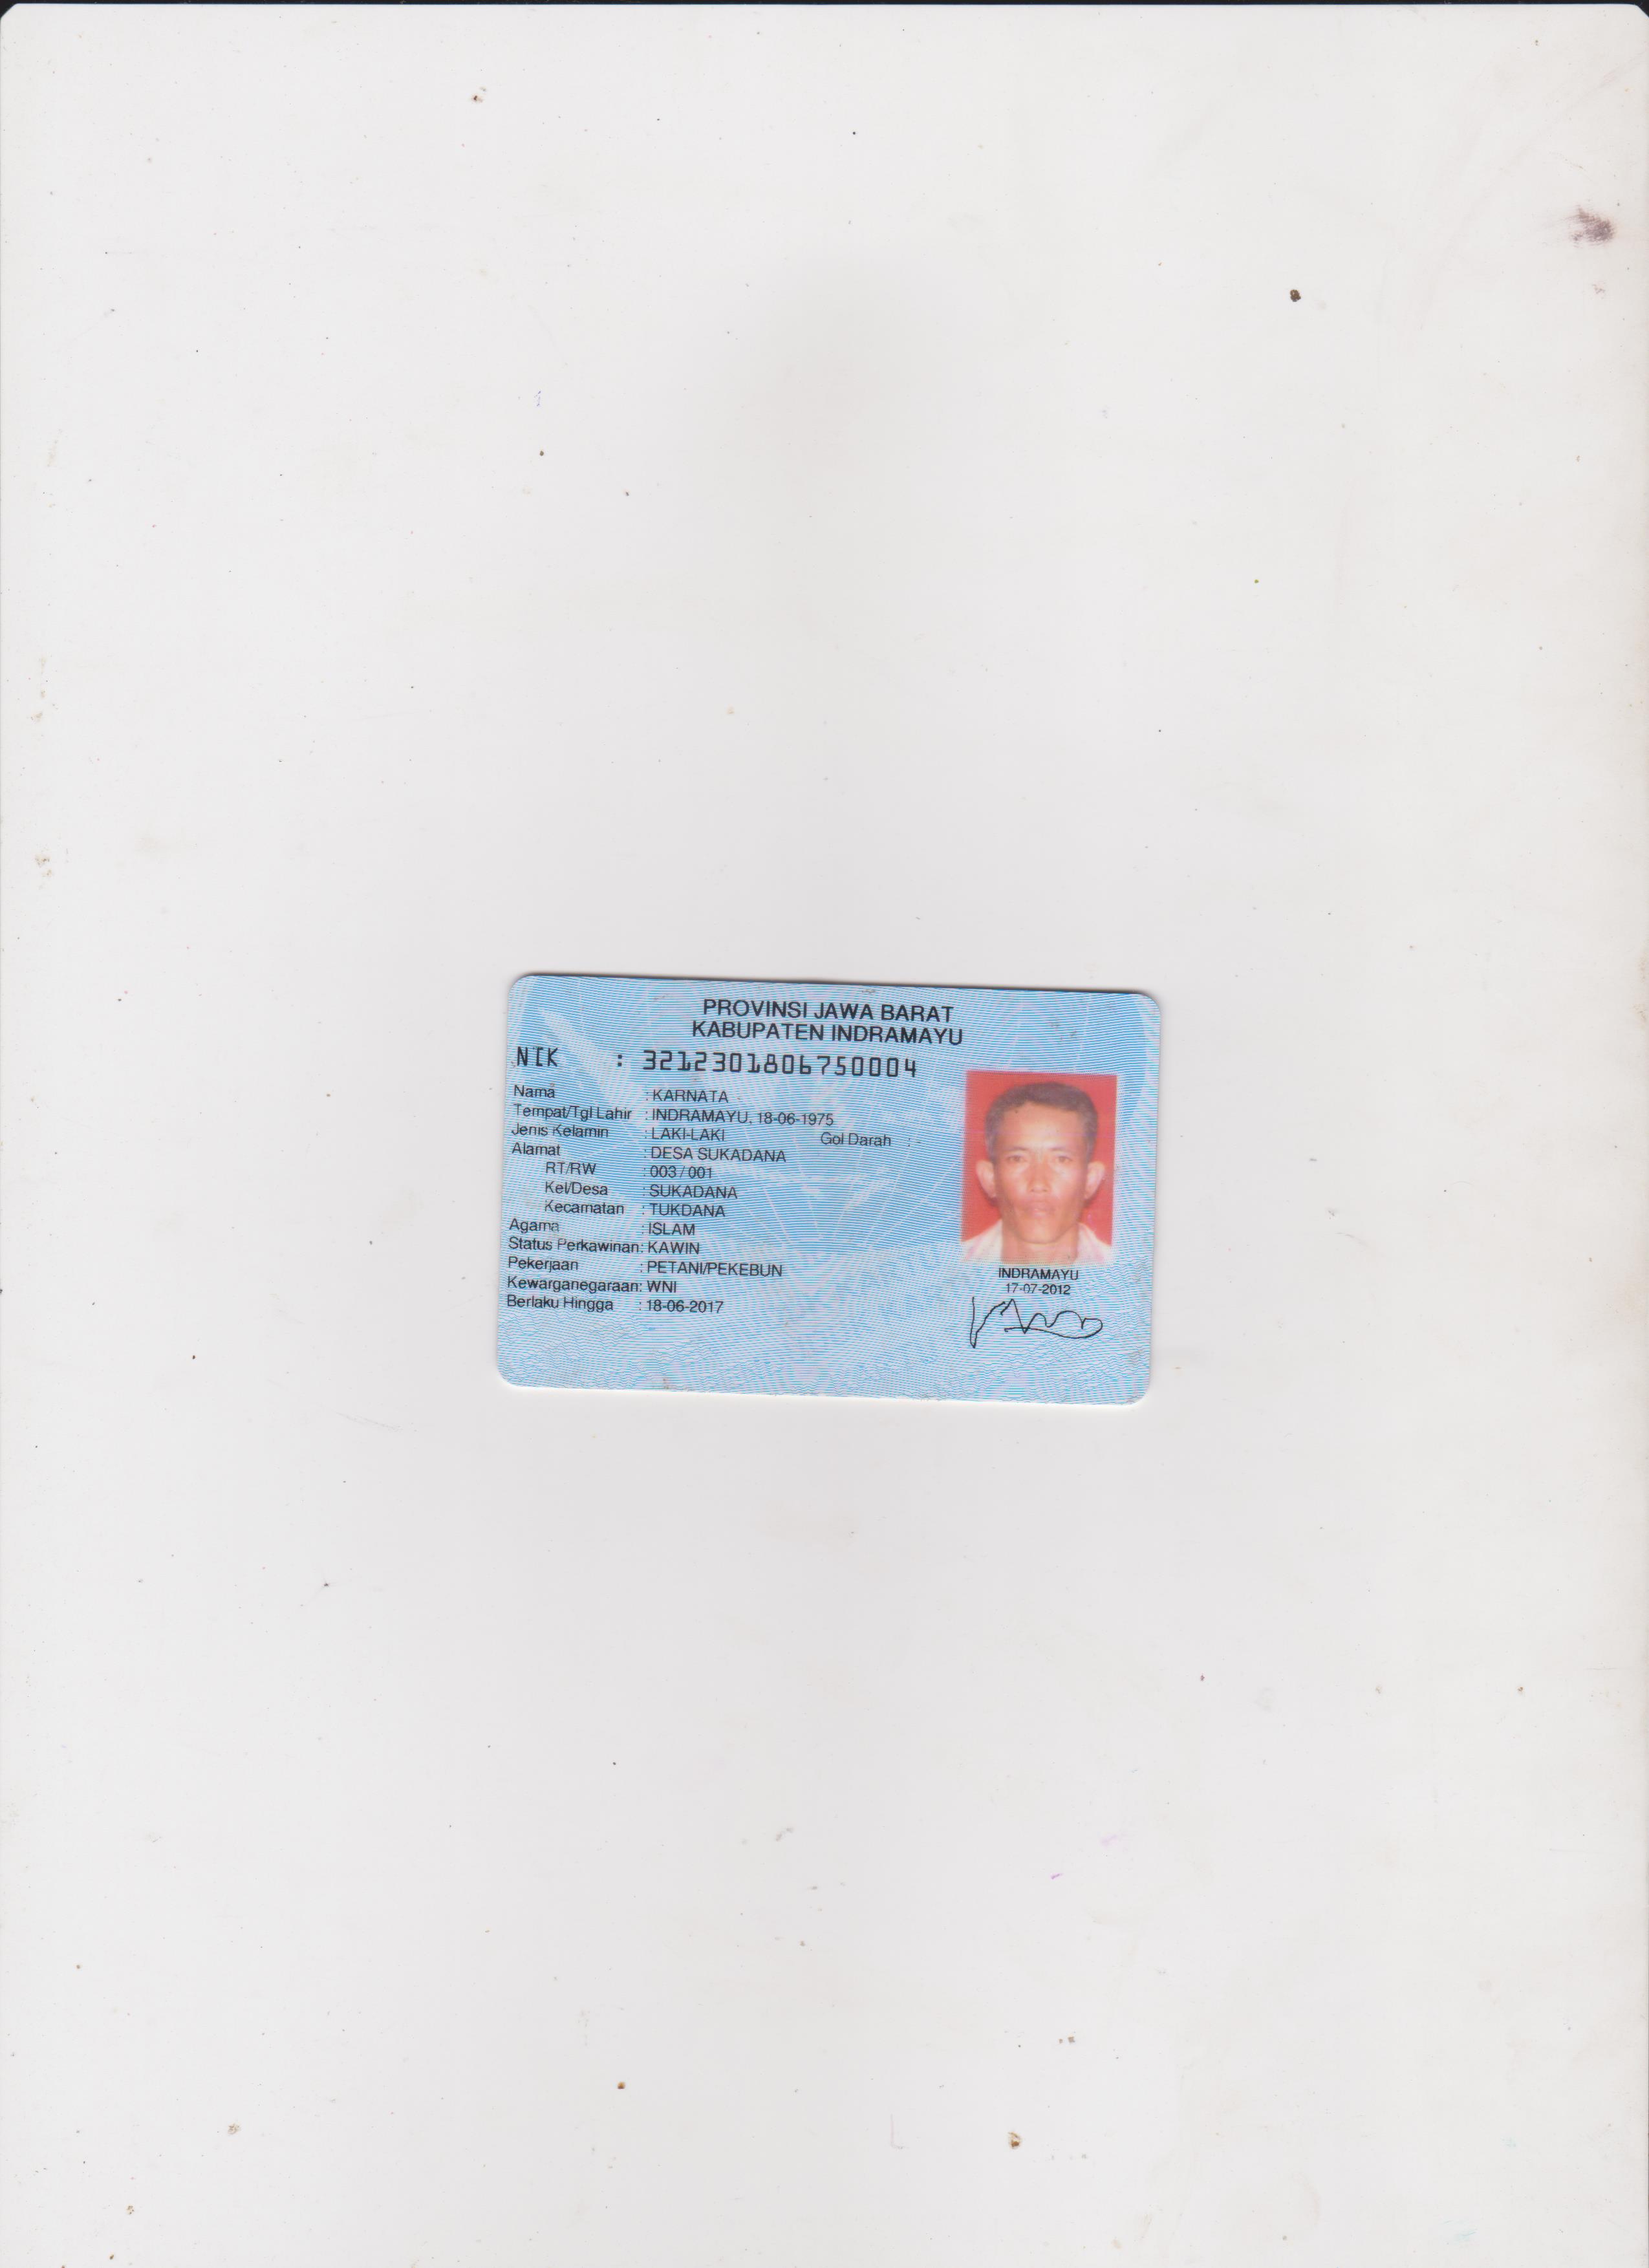 PROVINSI JAWA BARAT
KABUPATEN INDRAMAYU
NIK : 3212301806750004
Nama : KARNATA
Tempat/Tgl Lahir : INDRAMAYU, 18-06-1975
Jenis Kelamin : LAKI-LAKI Gol Darah : -
Alamat : DESA SUKADANA
RT/RW : 003 / 001
Kel/Desa : SUKADANA
Kecamatan : TUKDANA
Agama : ISLAM
Status Perkawinan: KAWIN
Pekerjaan : PETANI/PEKEBUN
Kewarganegaraan: WNI
Berlaku Hingga : 18-06-2017
INDRAMAYU
17-07-2012